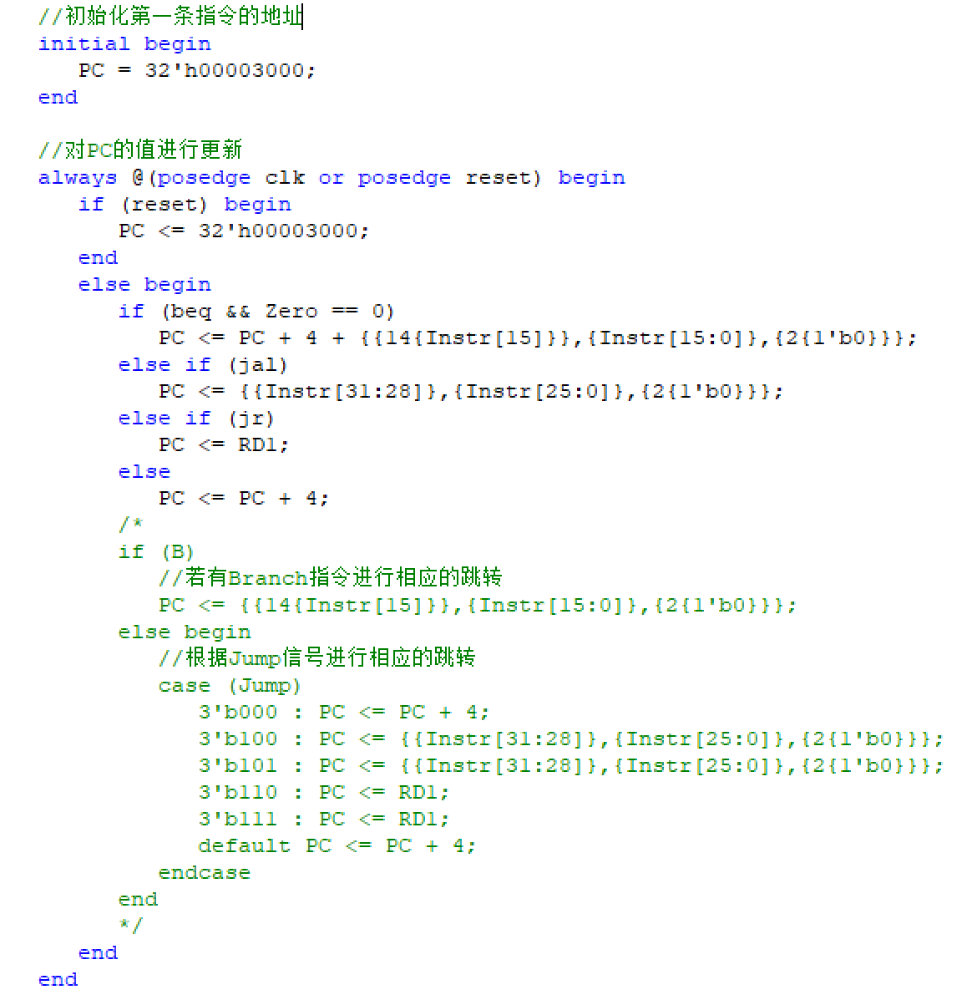 //初始化第一条指令的地址
initial begin
   PC = 32'h00003000;
end

//对PC的值进行更新
always @(posedge clk or posedge reset) begin
   if (reset) begin
      PC <= 32'h00003000;
   end
   else begin
      if (beq && Zero == 0)
         PC <= PC + 4 + {{14{Instr[15]}},{Instr[15:0]},{2{1'b0}}};
      else if (jal)
         PC <= {{Instr[31:28]},{Instr[25:0]},{2{1'b0}}};
      else if (jr)
         PC <= RD1;
      else
         PC <= PC + 4;
      /*
      if (B)
         //若有Branch指令进行相应的跳转
         PC <= {{14{Instr[15]}},{Instr[15:0]},{2{1'b0}}};
      else begin
         //根据Jump信号进行相应的跳转
         case (Jump)
            3'b000 : PC <= PC + 4;
            3'b100 : PC <= {{Instr[31:28]},{Instr[25:0]},{2{1'b0}}};
            3'b101 : PC <= {{Instr[31:28]},{Instr[25:0]},{2{1'b0}}};
            3'b110 : PC <= RD1;
            3'b111 : PC <= RD1;
            default PC <= PC + 4;
         endcase
      end
      */
   end
end